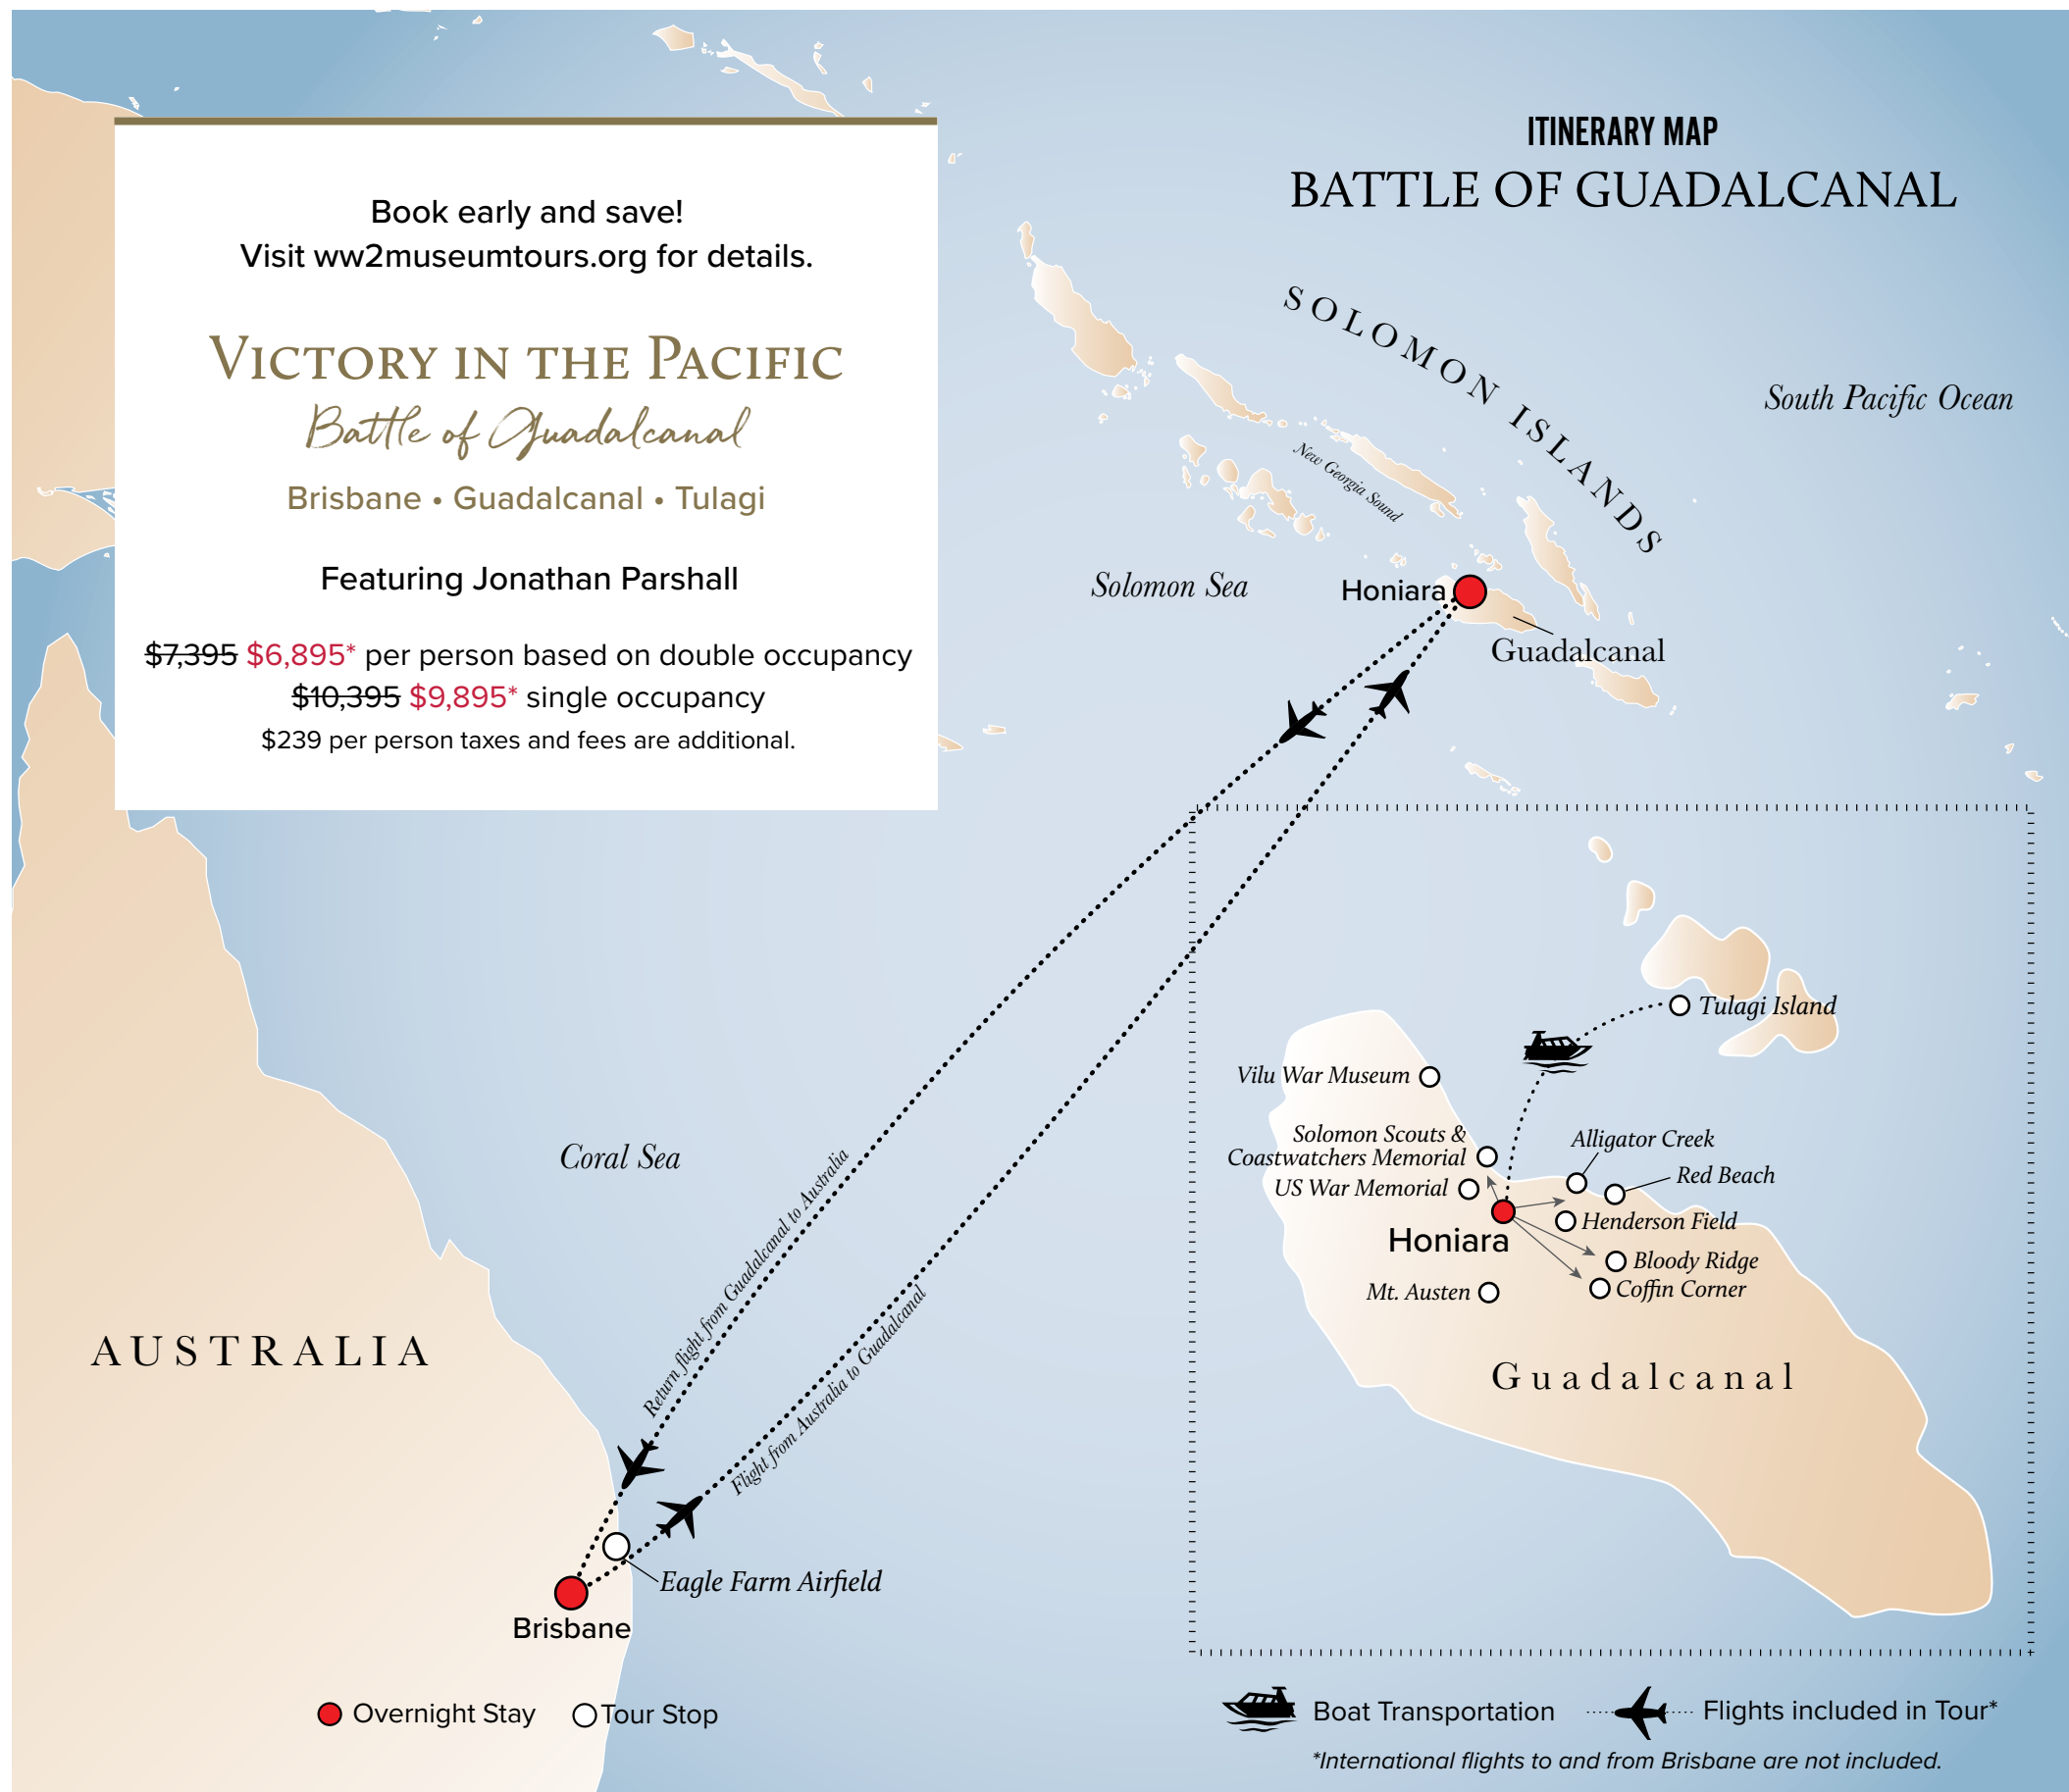 Book early and save!
Visit ww2museumtours.org for details.
VICTORY IN THE PACIFIC
Battle of Guadalcanal
Brisbane • Guadalcanal • Tulagi
Featuring Jonathan Parshall
$7,395 $6,895* per person based on double occupancy
$10,395 $9,895* single occupancy
$239 per person taxes and fees are additional.
ITINERARY MAP
BATTLE OF GUADALCANAL
SOLOMON ISLANDS
South Pacific Ocean
New Georgia Sound
Solomon Sea
Honiara
Guadalcanal
Tulagi Island
Vilu War Museum
Solomon Scouts &
Coastwatchers Memorial
US War Memorial
Alligator Creek
Red Beach
Henderson Field
Honiara
Bloody Ridge
Coffin Corner
Mt. Austen
Guadalcanal
Coral Sea
Return flight from Guadalcanal to Australia
Flight from Australia to Guadalcanal
AUSTRALIA
Eagle Farm Airfield
Brisbane
Overnight Stay
Tour Stop
Boat Transportation
Flights included in Tour*
*International flights to and from Brisbane are not included.